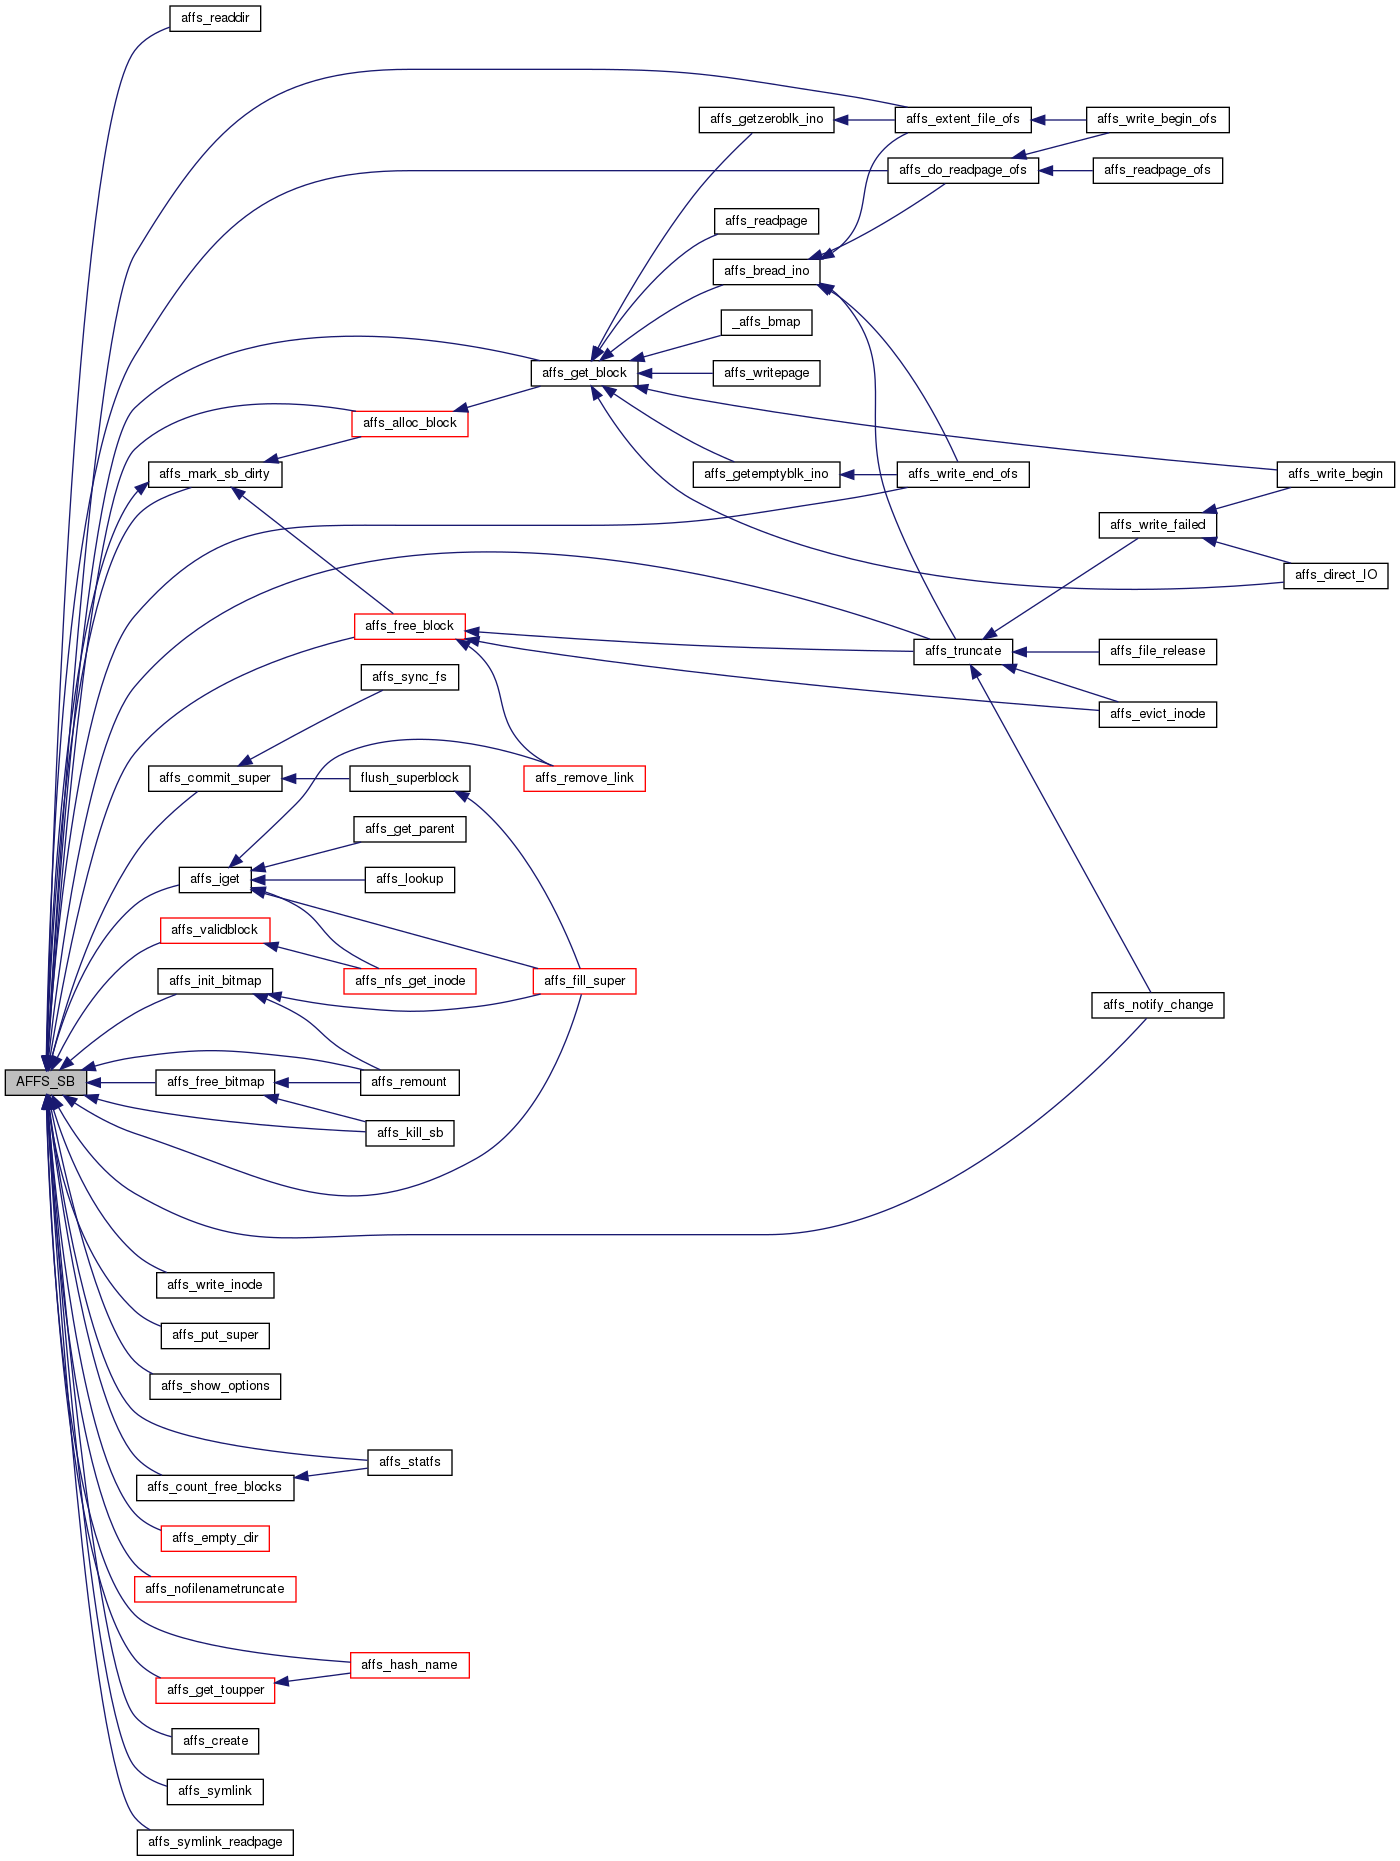 affs_readdir
affs_getzeroblk_ino
affs_extent_file_ofs
affs_write_begin_ofs
affs_do_readpage_ofs
affs_readpage_ofs
affs_readpage
affs_bread_ino
_affs_bmap
affs_get_block
affs_writepage
affs_alloc_block
affs_mark_sb_dirty
affs_getemptyblk_ino
affs_write_end_ofs
affs_write_begin
affs_write_failed
affs_direct_IO
affs_free_block
affs_truncate
affs_file_release
affs_sync_fs
affs_evict_inode
affs_commit_super
flush_superblock
affs_remove_link
affs_get_parent
affs_iget
affs_lookup
affs_validblock
affs_init_bitmap
affs_nfs_get_inode
affs_fill_super
affs_notify_change
AFFS_SB
affs_free_bitmap
affs_remount
affs_kill_sb
affs_write_inode
affs_put_super
affs_show_options
affs_statfs
affs_count_free_blocks
affs_empty_dir
affs_nofilenametruncate
affs_hash_name
affs_get_toupper
affs_create
affs_symlink
affs_symlink_readpage